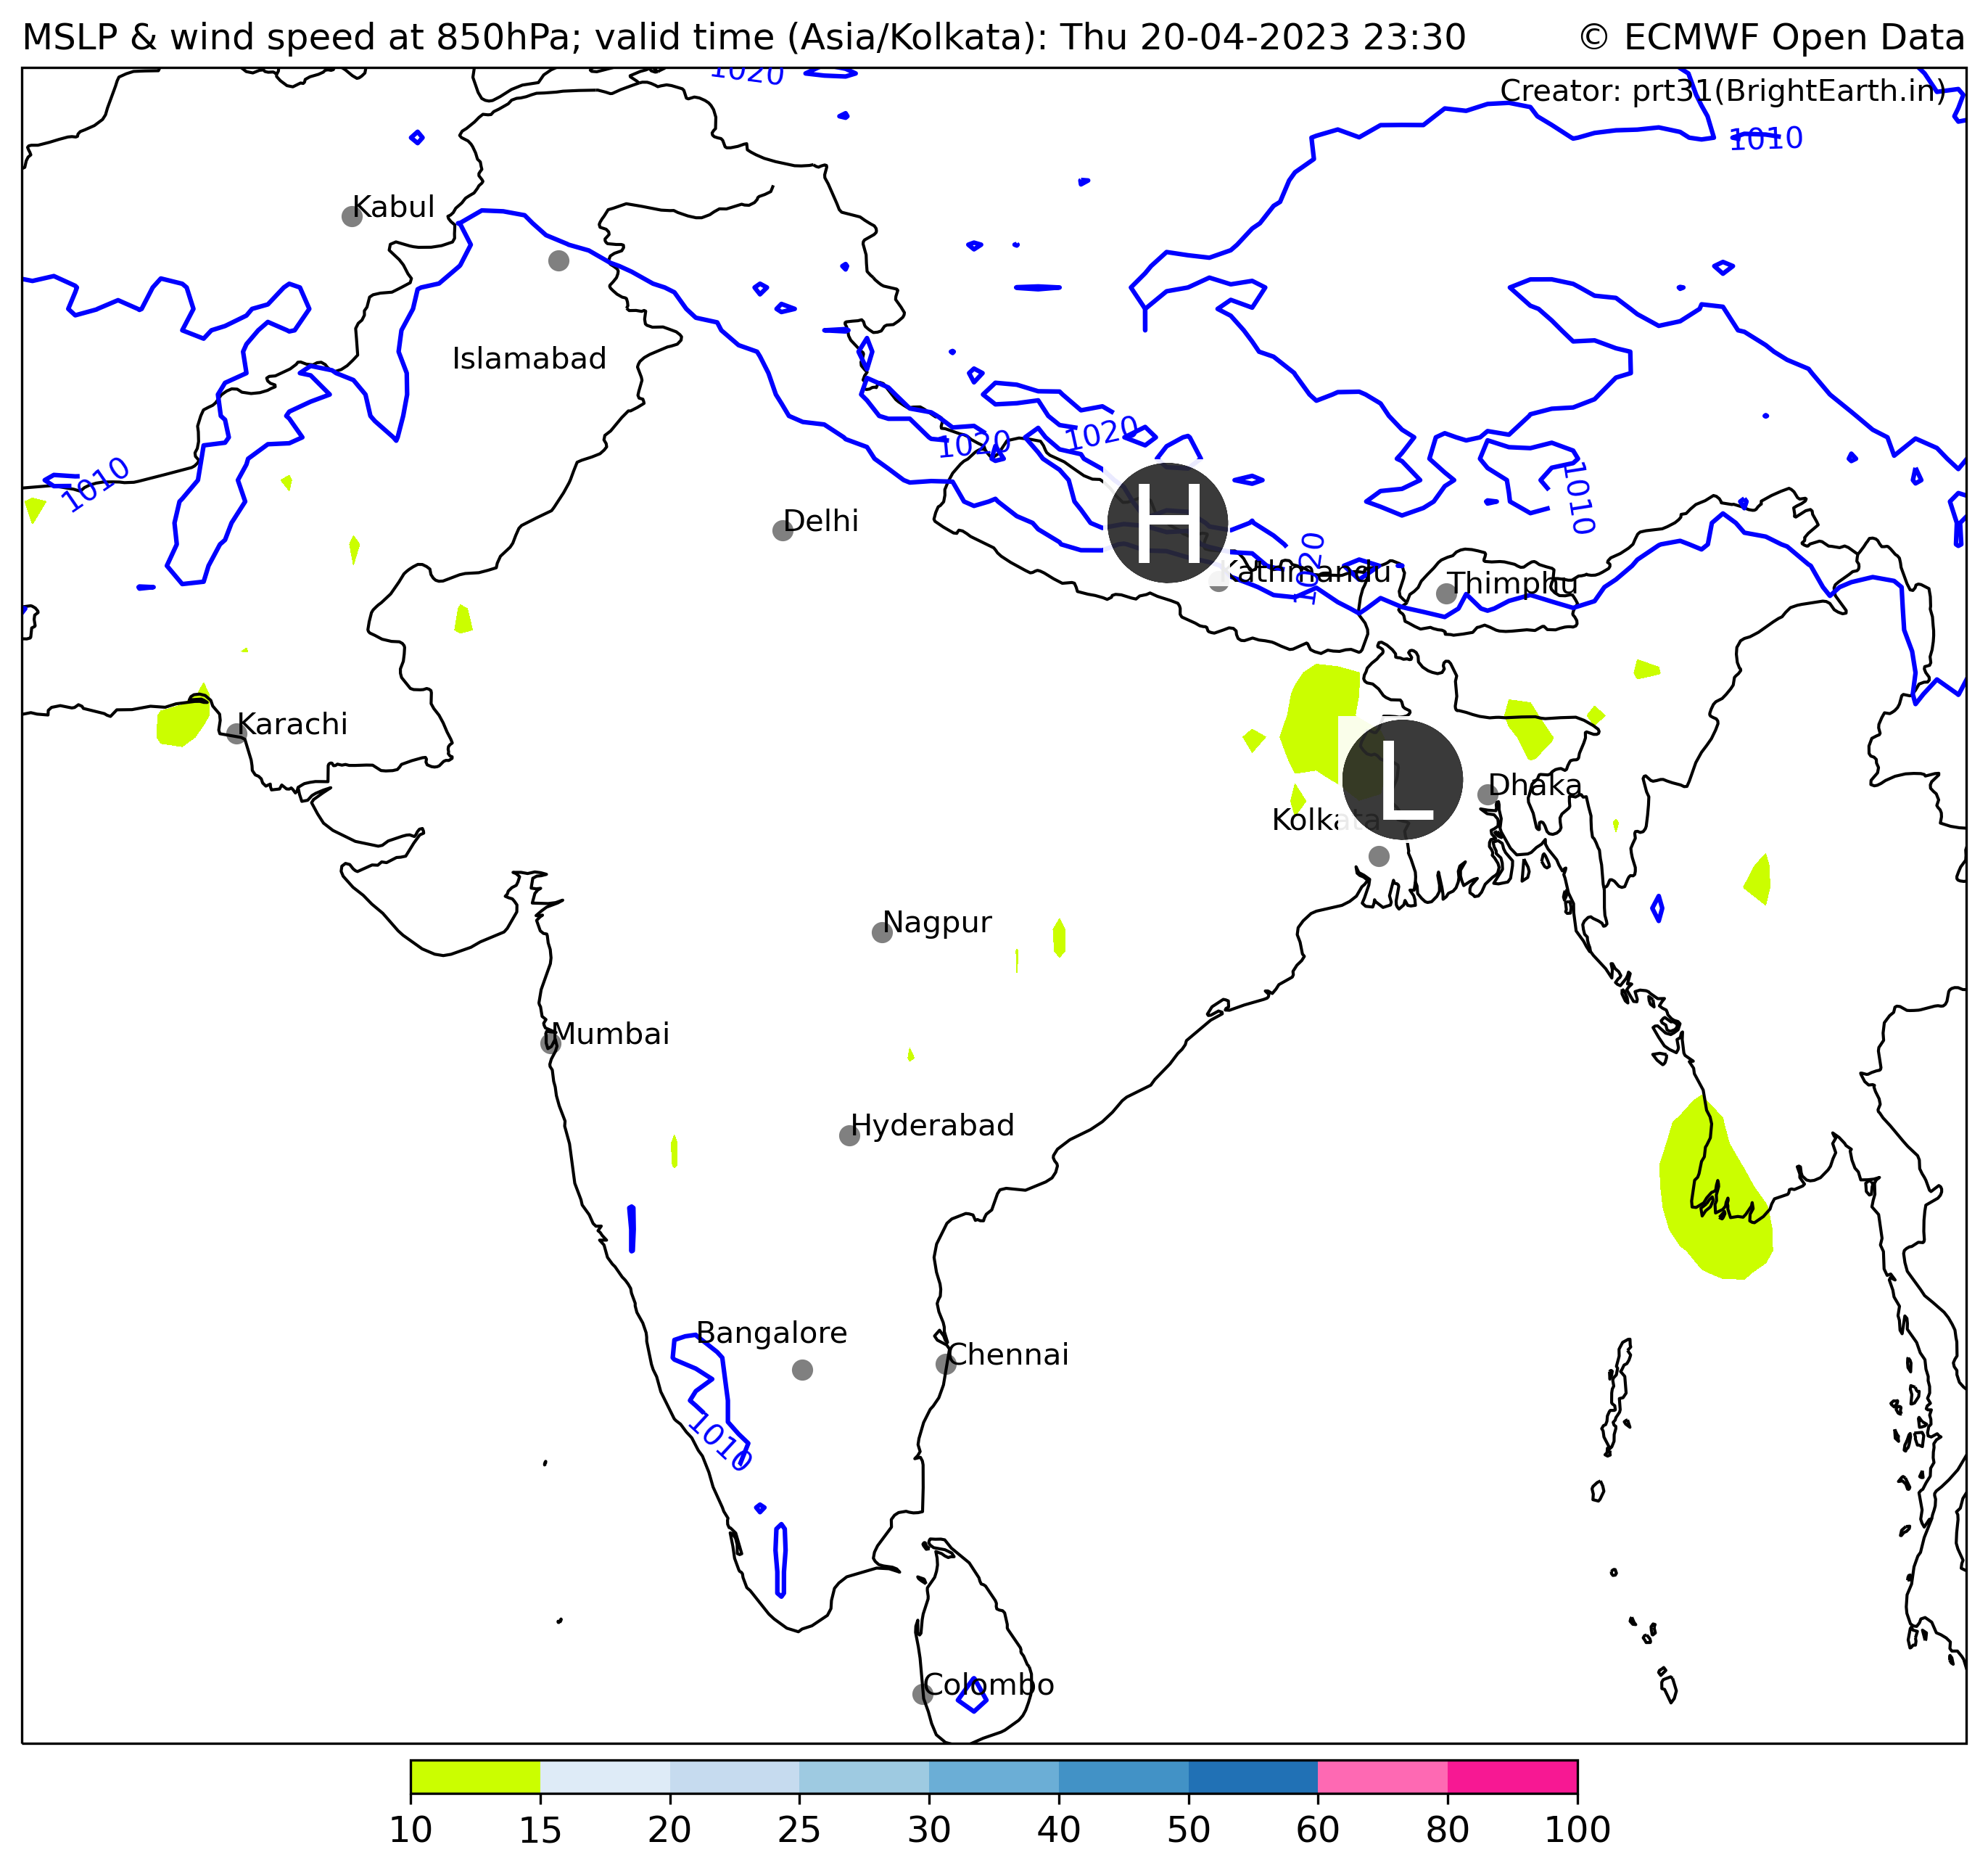 MSLP & wind speed at 850hPa; valid time (Asia/Kolkata): Thu 20-04-2023 23:30
© ECMWF Open Data
1020
Creator: prt31(BrightEarth.in)
1010
Kabul
Islamabad
1020
1020
1010
1010
H
Delhi
Kathmandu
1020
Thimphu
Karachi
L
Dhaka
Kolkata
Nagpur
Mumbai
Hyderabad
Bangalore
Chennai
1010
Colombo
10 15 20 25 30 40 50 60 80 100